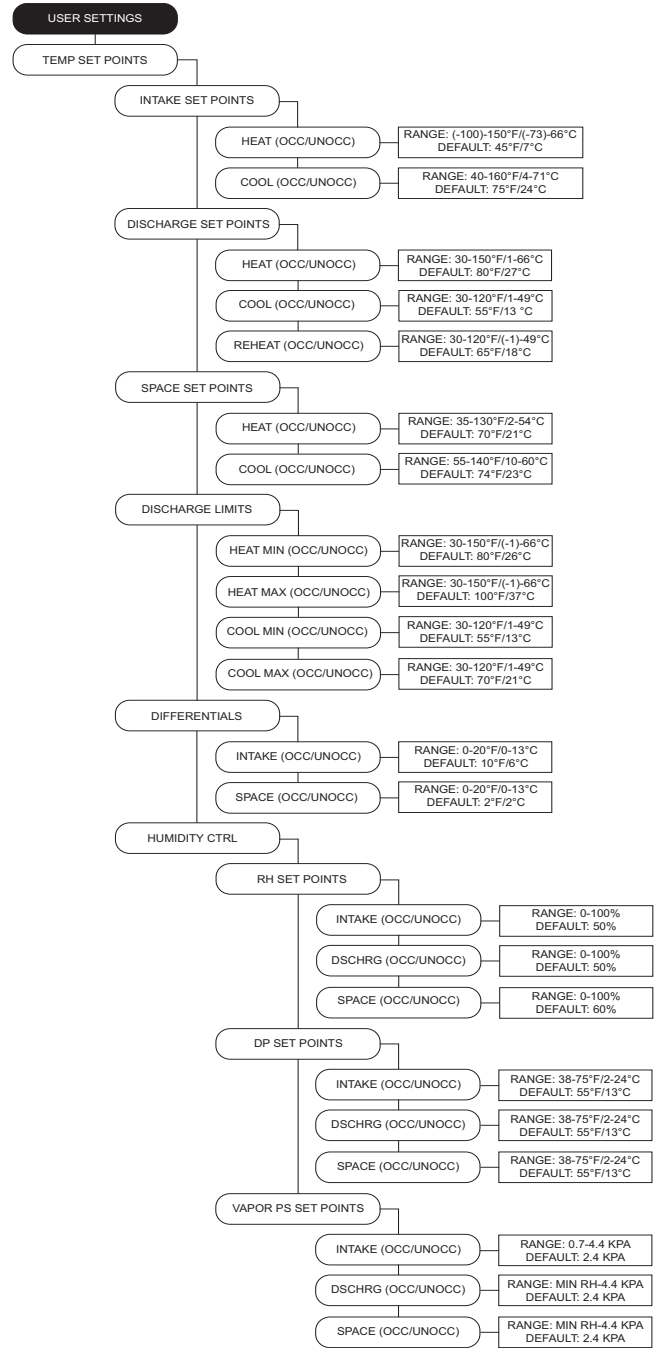 USER SETTINGS
TEMP SET POINTS
INTAKE SET POINTS
HEAT (OCC/UNOCC)
RANGE: (-100)-150°F/(-73)-66°C
DEFAULT: 45°F/7°C
COOL (OCC/UNOCC)
RANGE: 40-160°F/4-71°C
DEFAULT: 75°F/24°C
DISCHARGE SET POINTS
HEAT (OCC/UNOCC)
RANGE: 30-150°F/1-66°C
DEFAULT: 80°F/27°C
COOL (OCC/UNOCC)
RANGE: 30-120°F/1-49°C
DEFAULT: 55°F/13 °C
REHEAT (OCC/UNOCC)
RANGE: 30-120°F/(-1)-49°C
DEFAULT: 65°F/18°C
SPACE SET POINTS
HEAT (OCC/UNOCC)
RANGE: 35-130°F/2-54°C
DEFAULT: 70°F/21°C
COOL (OCC/UNOCC)
RANGE: 55-140°F/10-60°C
DEFAULT: 74°F/23°C
DISCHARGE LIMITS
HEAT MIN (OCC/UNOCC)
RANGE: 30-150°F/(-1)-66°C
DEFAULT: 80°F/26°C
HEAT MAX (OCC/UNOCC)
RANGE: 30-150°F/(-1)-66°C
DEFAULT: 100°F/37°C
COOL MIN (OCC/UNOCC)
RANGE: 30-120°F/1-49°C
DEFAULT: 55°F/13°C
COOL MAX (OCC/UNOCC)
RANGE: 30-120°F/1-49°C
DEFAULT: 70°F/21°C
DIFFERENTIALS
INTAKE (OCC/UNOCC)
RANGE: 0-20°F/0-13°C
DEFAULT: 10°F/6°C
SPACE (OCC/UNOCC)
RANGE: 0-20°F/0-13°C
DEFAULT: 2°F/2°C
HUMIDITY CTRL
RH SET POINTS
INTAKE (OCC/UNOCC)
RANGE: 0-100%
DEFAULT: 50%
DSCHRG (OCC/UNOCC)
RANGE: 0-100%
DEFAULT: 50%
SPACE (OCC/UNOCC)
RANGE: 0-100%
DEFAULT: 60%
DP SET POINTS
INTAKE (OCC/UNOCC)
RANGE: 38-75°F/2-24°C
DEFAULT: 55°F/13°C
DSCHRG (OCC/UNOCC)
RANGE: 38-75°F/2-24°C
DEFAULT: 55°F/13°C
SPACE (OCC/UNOCC)
RANGE: 38-75°F/2-24°C
DEFAULT: 55°F/13°C
VAPOR PS SET POINTS
INTAKE (OCC/UNOCC)
RANGE: 0.7-4.4 KPA
DEFAULT: 2.4 KPA
DSCHRG (OCC/UNOCC)
RANGE: MIN RH-4.4 KPA
DEFAULT: 2.4 KPA
SPACE (OCC/UNOCC)
RANGE: MIN RH-4.4 KPA
DEFAULT: 2.4 KPA